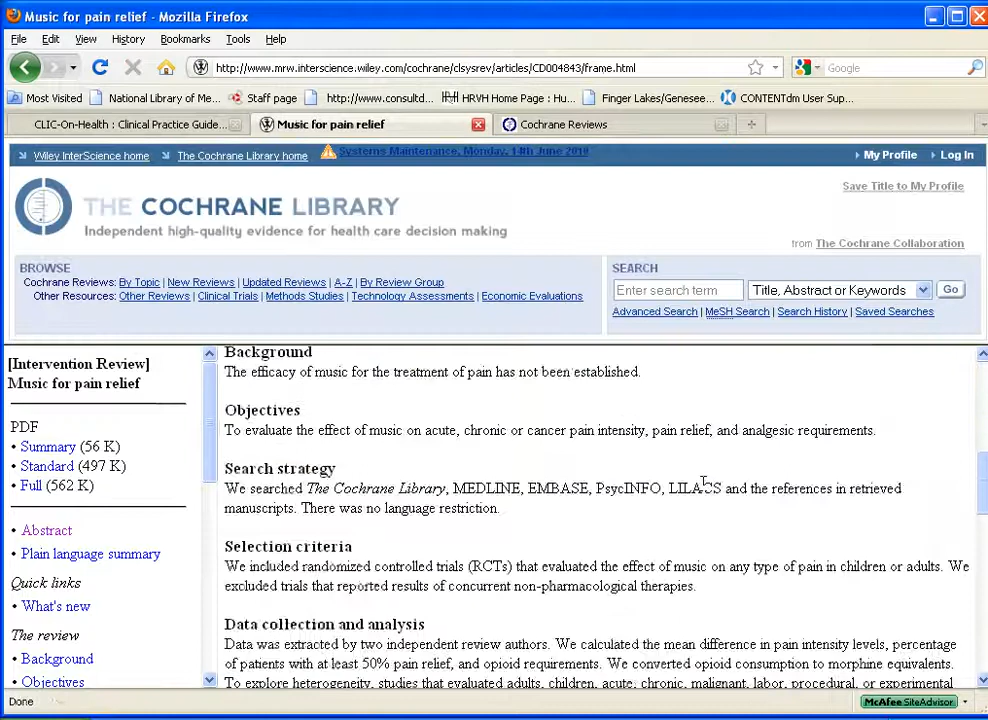 Music for pain relief - Mozilla Firefox
File Edit View History Bookmarks Tools Help
http://www.mrw.interscience.wiley.com/cochrane/clsysrev/articles/CD004843/frame.html
Google
Most Visited National Library of Me... Staff page http://www.consultd... HRVH Home Page : Hu... Finger Lakes/Genesee... CONTENTdm User Sup...
CLIC-On-Health : Clinical Practice Guide... Music for pain relief Cochrane Reviews
Wiley InterScience home The Cochrane Library home Systems Maintenance, Monday, 14th June 2010 My Profile Log In
Save Title to My Profile
THE COCHRANE LIBRARY
Independent high-quality evidence for health care decision making
from The Cochrane Collaboration
BROWSE
Cochrane Reviews: By Topic | New Reviews | Updated Reviews | A-Z | By Review Group
Other Resources: Other Reviews | Clinical Trials | Methods Studies | Technology Assessments | Economic Evaluations
SEARCH
Enter search term Title, Abstract or Keywords Go
Advanced Search | MeSH Search | Search History | Saved Searches
[Intervention Review]
Music for pain relief
PDF
• Summary (56 K)
• Standard (497 K)
• Full (562 K)
• Abstract
• Plain language summary
Quick links
• What's new
The review
• Background
• Objectives
Background
The efficacy of music for the treatment of pain has not been established.
Objectives
To evaluate the effect of music on acute, chronic or cancer pain intensity, pain relief, and analgesic requirements.
Search strategy
We searched The Cochrane Library, MEDLINE, EMBASE, PsycINFO, LILACS and the references in retrieved
manuscripts. There was no language restriction.
Selection criteria
We included randomized controlled trials (RCTs) that evaluated the effect of music on any type of pain in children or adults. We
excluded trials that reported results of concurrent non-pharmacological therapies.
Data collection and analysis
Data was extracted by two independent review authors. We calculated the mean difference in pain intensity levels, percentage
of patients with at least 50% pain relief, and opioid requirements. We converted opioid consumption to morphine equivalents.
To explore heterogeneity, studies that evaluated adults, children, acute, chronic, malignant, labor, procedural, or experimental
Done
McAfee SiteAdvisor